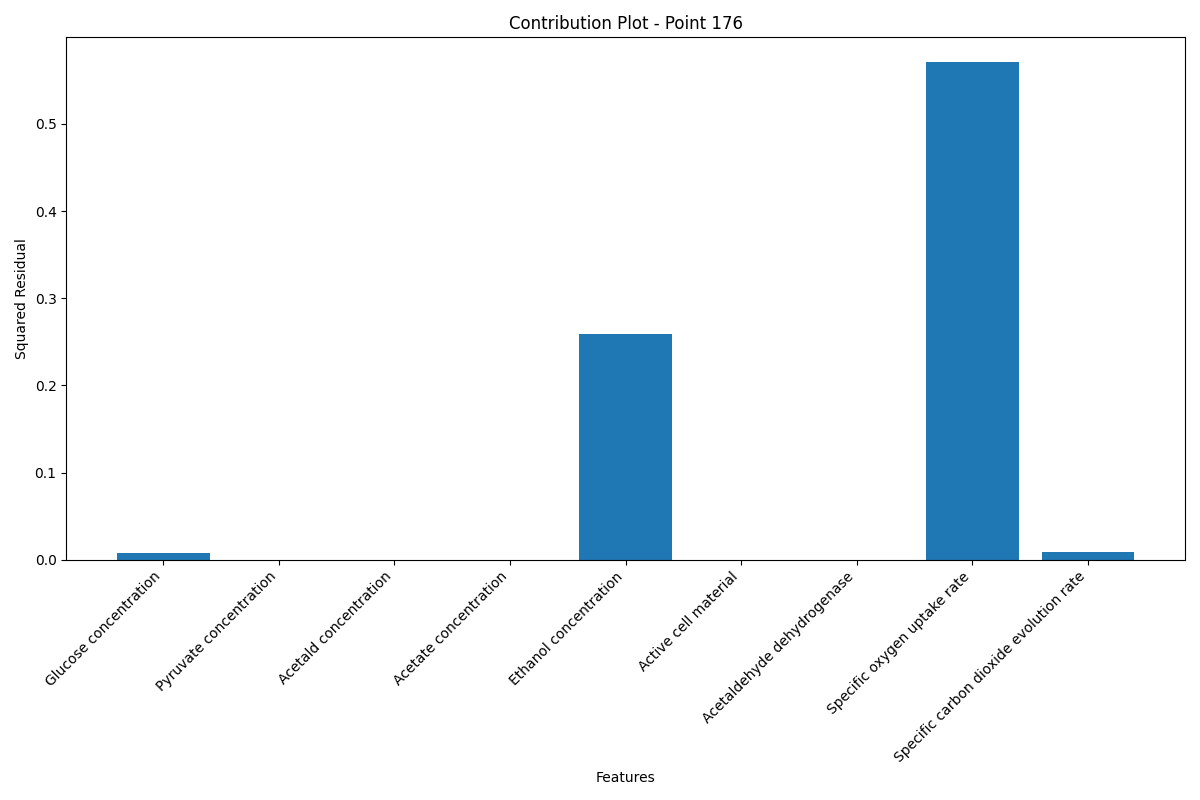 Contribution Plot - Point 176
Squared Residual
0.5
0.4
0.3
0.2
0.1
0.0
Glucose concentration
Pyruvate concentration
Acetald concentration
Acetate concentration
Ethanol concentration
Active cell material
Acetaldehyde dehydrogenase
Specific oxygen uptake rate
Specific carbon dioxide evolution rate
Features